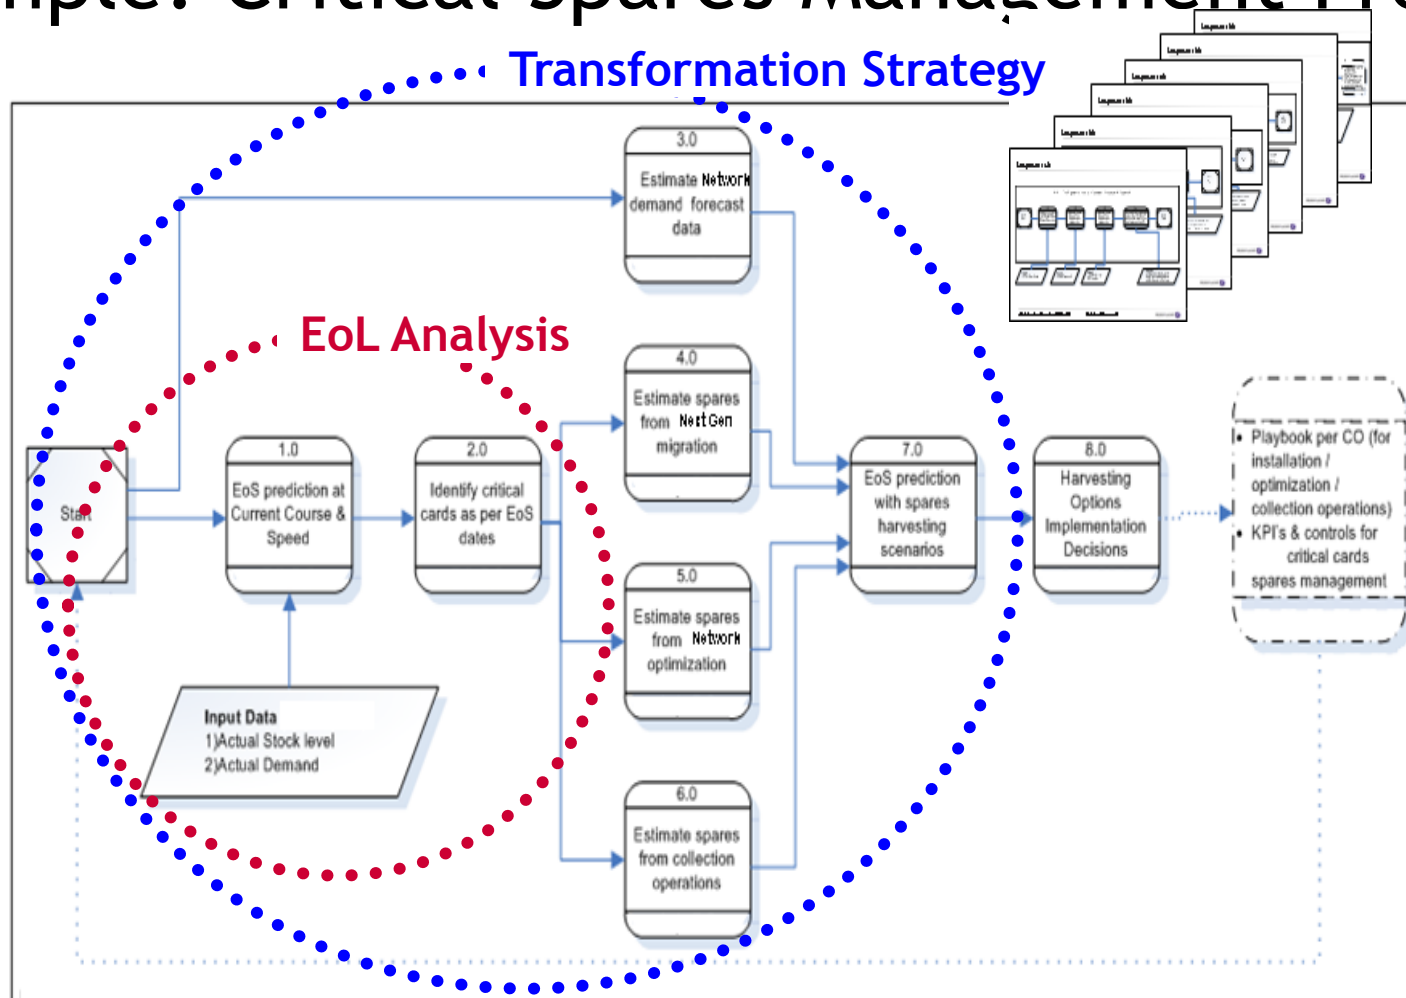 Critical Spares Management
Transformation Strategy
3.0
Estimate Network
demand forecast
data
EoL Analysis
4.0
Estimate spares
from NextGen
migration
Start
1.0
EoS prediction at
Current Course &
Speed
2.0
Identify critical
cards as per EoS
dates
7.0
EoS prediction
with spares
harvesting
scenarios
8.0
Harvesting
Options
Implementation
Decisions
• Playbook per CO (for
installation /
optimization /
collection operations)
• KPI's & controls for
critical cards
spares management
5.0
Estimate spares
from Network
optimization
Input Data
1)Actual Stock level
2)Actual Demand
6.0
Estimate spares
from collection
operations